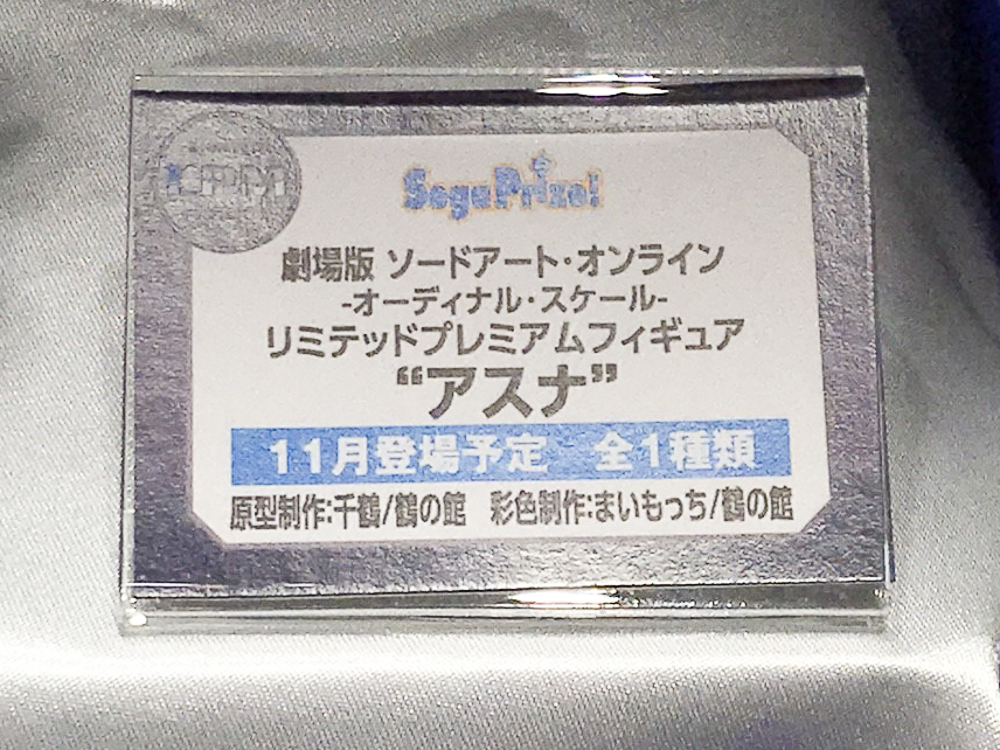 Sega Prize!
劇場版 ソードアート・オンライン
-オーディナル・スケール-
リミテッドプレミアムフィギュア
“アスナ”
11月登場予定 全1種類
原型制作:千鶴/鶴の館 彩色制作:まいもっち/鶴の館